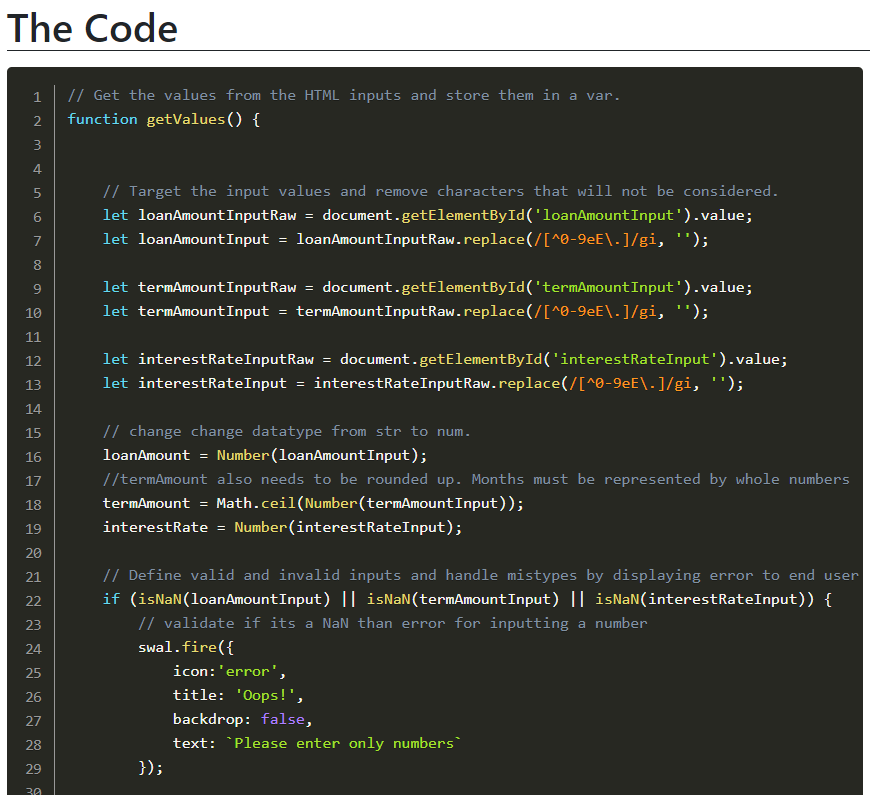 The Code
1 // Get the values from the HTML inputs and store them in a var.
2 function getValues() {
3
4
5     // Target the input values and remove characters that will not be considered.
6     let loanAmountInputRaw = document.getElementById('loanAmountInput').value;
7     let loanAmountInput = loanAmountInputRaw.replace(/[^0-9eE\.]/gi, '');
8
9     let termAmountInputRaw = document.getElementById('termAmountInput').value;
10     let termAmountInput = termAmountInputRaw.replace(/[^0-9eE\.]/gi, '');
11
12     let interestRateInputRaw = document.getElementById('interestRateInput').value;
13     let interestRateInput = interestRateInputRaw.replace(/[^0-9eE\.]/gi, '');
14
15     // change change datatype from str to num.
16     loanAmount = Number(loanAmountInput);
17     //termAmount also needs to be rounded up. Months must be represented by whole numbers
18     termAmount = Math.ceil(Number(termAmountInput));
19     interestRate = Number(interestRateInput);
20
21     // Define valid and invalid inputs and handle mistypes by displaying error to end user
22     if (isNaN(loanAmountInput) || isNaN(termAmountInput) || isNaN(interestRateInput)) {
23         // validate if its a NaN than error for inputting a number
24         swal.fire({
25             icon:'error',
26             title: 'Oops!',
27             backdrop: false,
28             text: `Please enter only numbers`
29         });
30